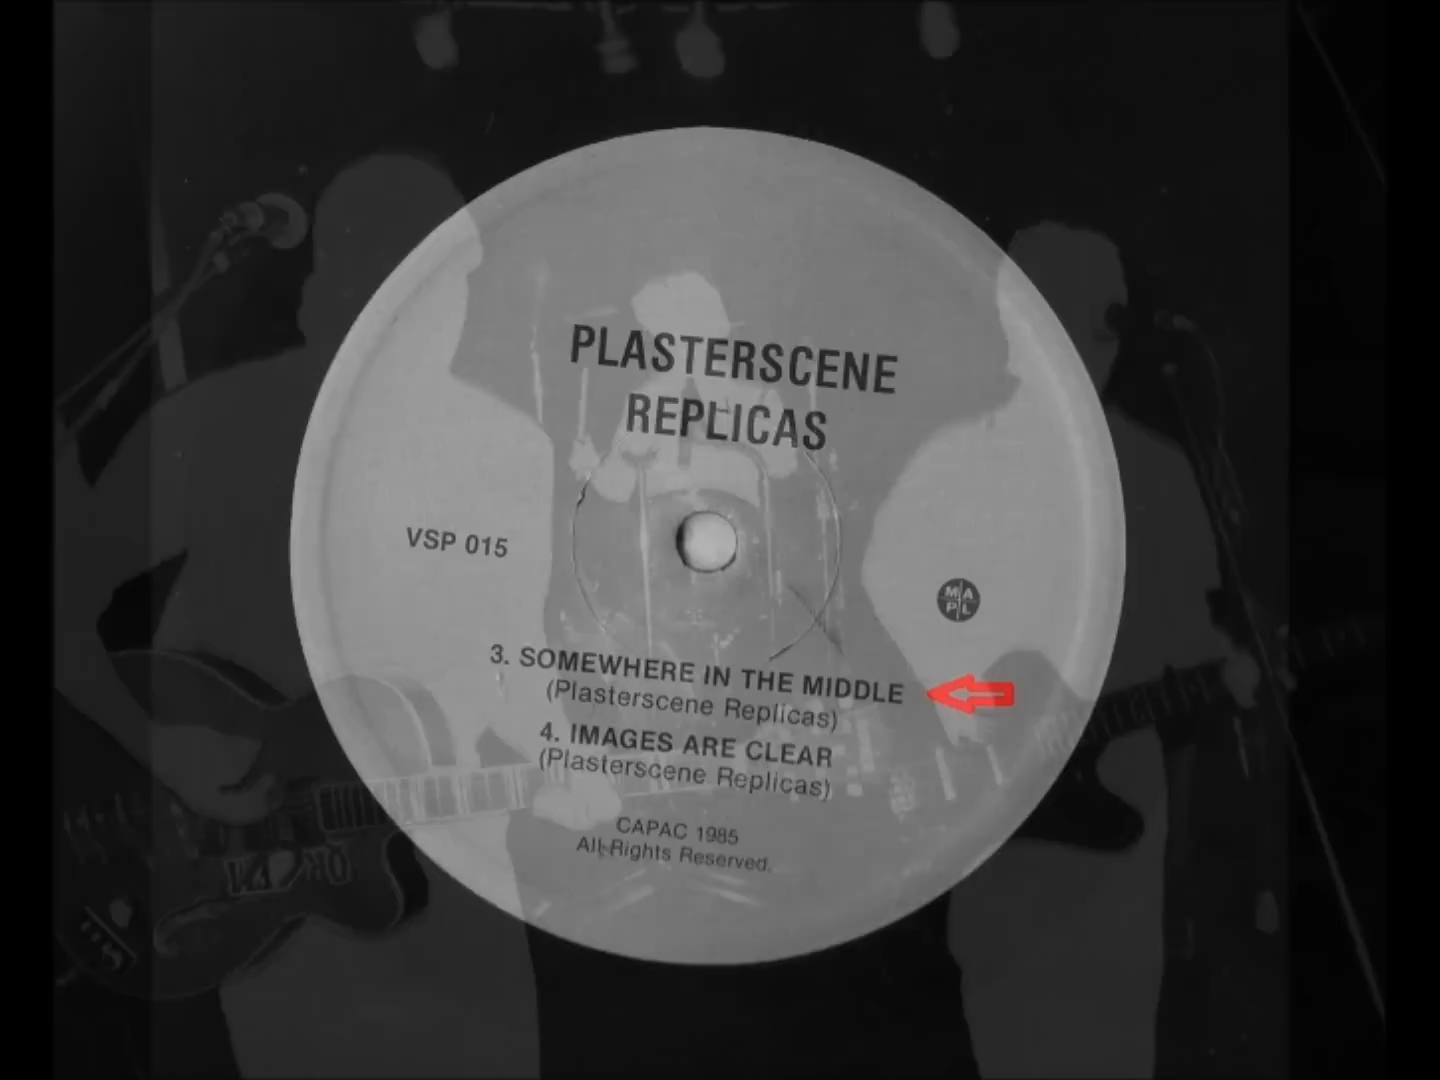 PLASTERSCENE
REPLICAS
VSP 015
M A
P L
3. SOMEWHERE IN THE MIDDLE
(Plasterscene Replicas)
4. IMAGES ARE CLEAR
(Plasterscene Replicas)
CAPAC 1985
All Rights Reserved.